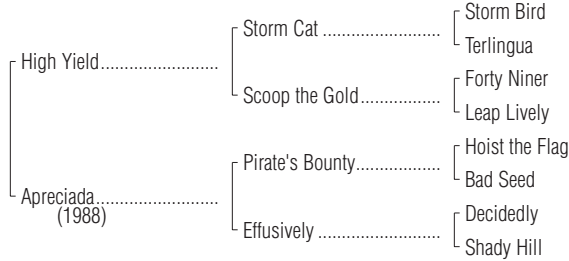 Storm Bird
Storm Cat ........................
Terlingua
High Yield........................
Forty Niner
Scoop the Gold................
Leap Lively
Hoist the Flag
Pirate's Bounty.................
Bad Seed
Apreciada.........................
(1988)
Decidedly
Effusively .........................
Shady Hill